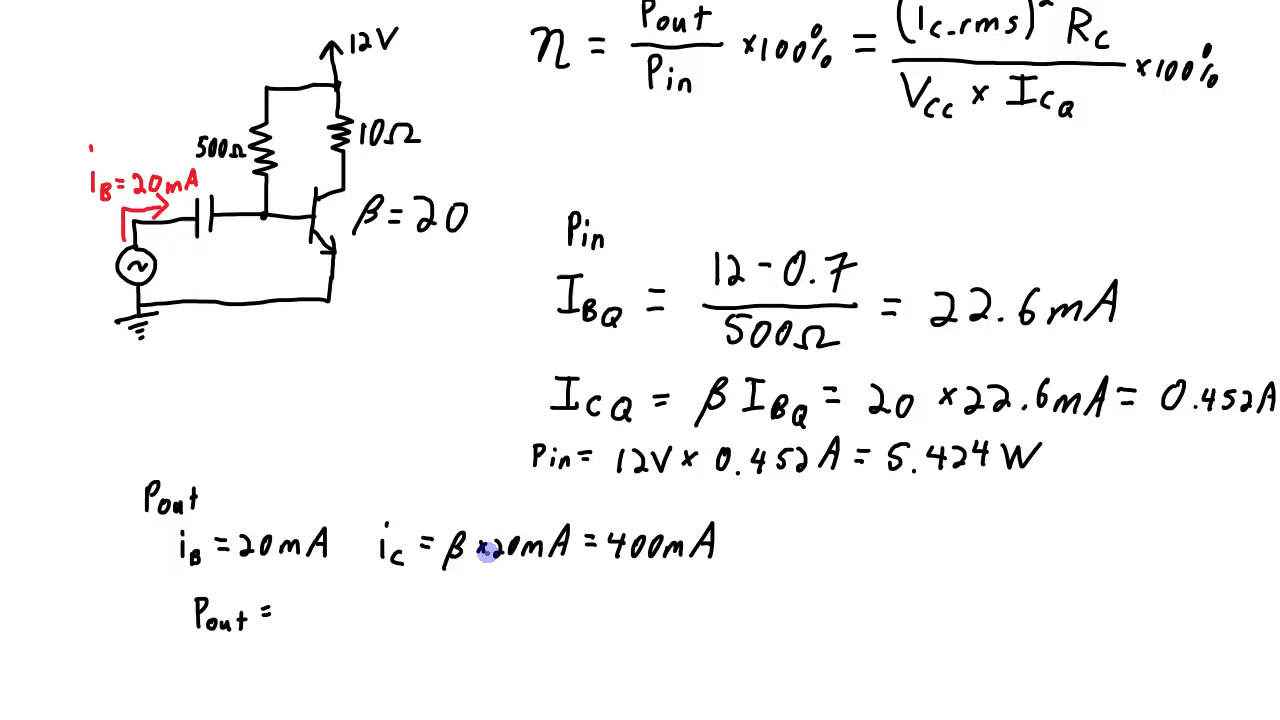 12V
500Ω
10Ω
i
iB = 20mA
β = 20
η = Pout / Pin × 100% = (Ic-rms)² Rc / Vcc × ICQ × 100%
Pin
IBQ = 12 - 0.7 / 500Ω = 22.6mA
ICQ = β IBQ = 20 × 22.6mA = 0.452A
Pin = 12V × 0.452A = 5.424W
Pout
iB = 20mA iC = β × 20mA = 400mA
Pout =